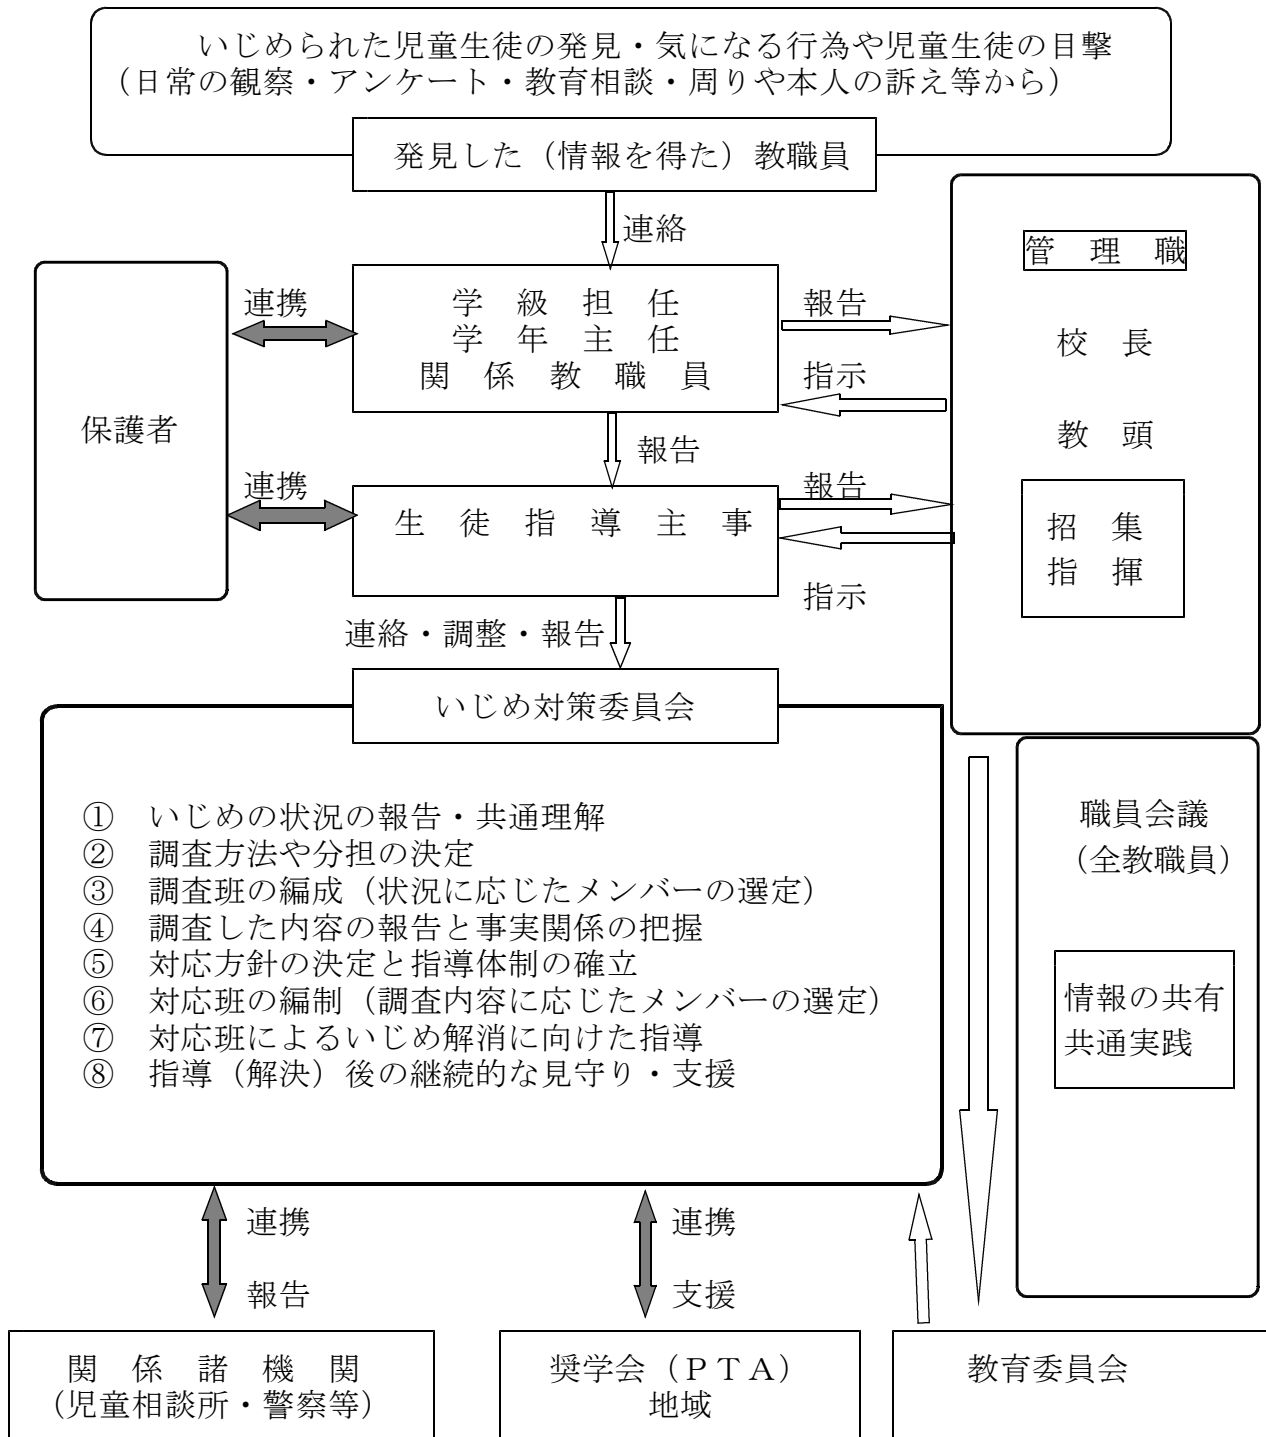 いじめられた児童生徒の発見・気になる行為や児童生徒の目撃
（日常の観察・アンケート・教育相談・周りや本人の訴え等から）
発見した（情報を得た）教職員
連絡
管　理　職
校　長
教　頭
招　集
指　揮
保護者
連携
学　級　担　任
学　年　主　任
関　係　教　職　員
報告
指示
報告
連携
生　徒　指　導　主　事
報告
指示
連絡・調整・報告
いじめ対策委員会
①　いじめの状況の報告・共通理解
②　調査方法や分担の決定
③　調査班の編成（状況に応じたメンバーの選定）
④　調査した内容の報告と事実関係の把握
⑤　対応方針の決定と指導体制の確立
⑥　対応班の編制（調査内容に応じたメンバーの選定）
⑦　対応班によるいじめ解消に向けた指導
⑧　指導（解決）後の継続的な見守り・支援
職員会議
（全教職員）
情報の共有
共通実践
連携
報告
連携
支援
関　係　諸　機　関
（児童相談所・警察等）
奨学会（ＰＴＡ）
地域
教育委員会